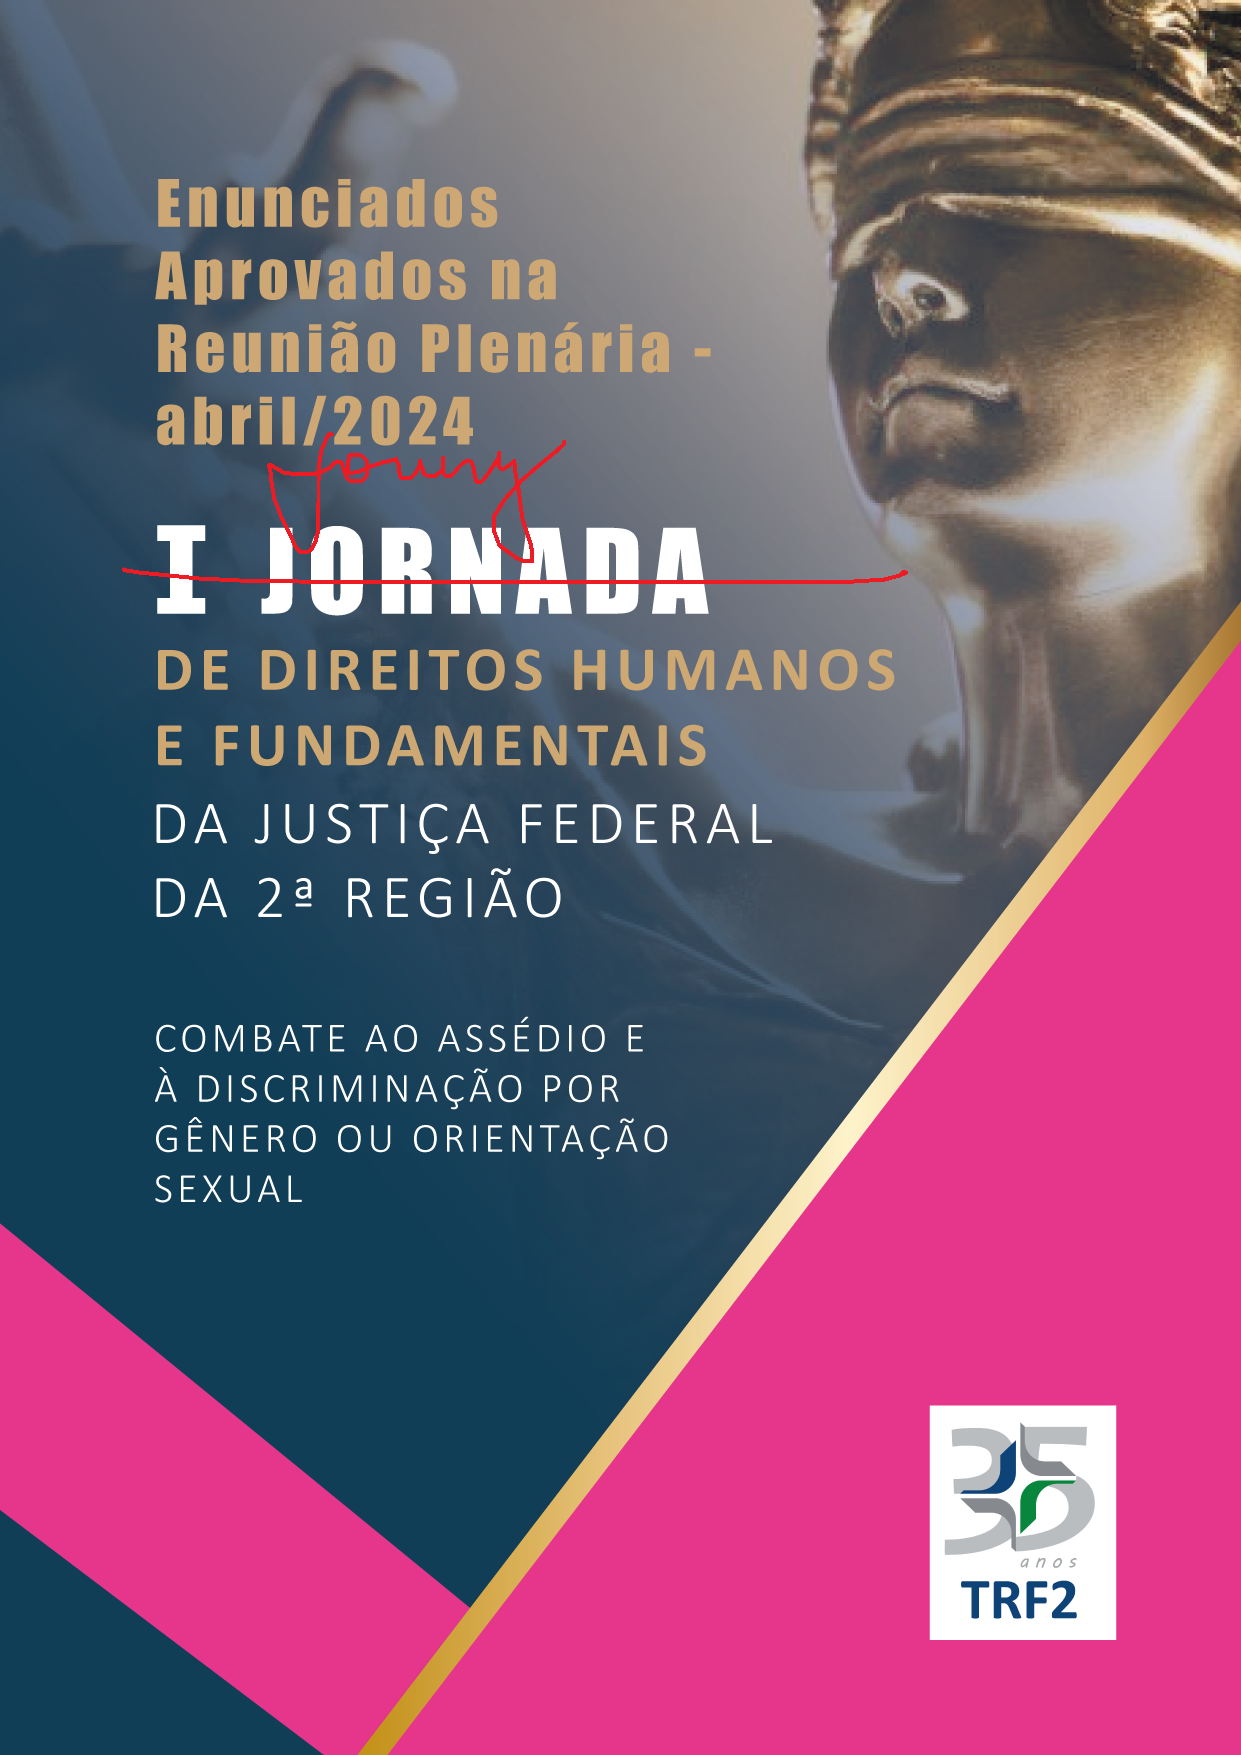 Enunciados
Aprovados na
Reunião Plenária -
abril/2024
I JORNADA
DE DIREITOS HUMANOS
E FUNDAMENTAIS
DA JUSTIÇA FEDERAL
DA 2ª REGIÃO
COMBATE AO ASSÉDIO E
À DISCRIMINAÇÃO POR
GÊNERO OU ORIENTAÇÃO
SEXUAL
35
anos
TRF2